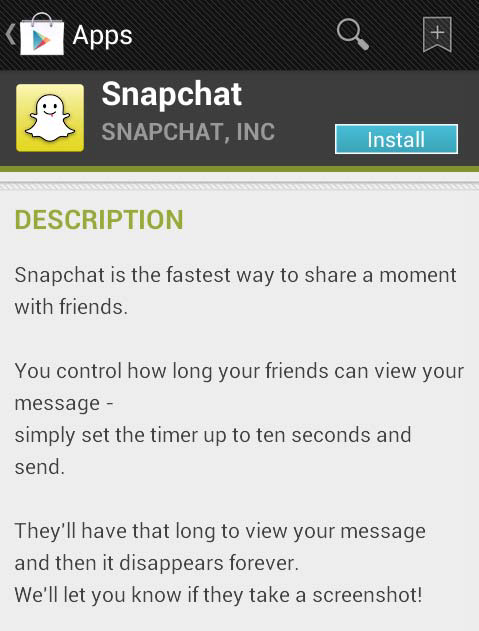 Apps
Snapchat
SNAPCHAT, INC
Install
DESCRIPTION
Snapchat is the fastest way to share a moment
with friends.
You control how long your friends can view your
message -
simply set the timer up to ten seconds and
send.
They'll have that long to view your message
and then it disappears forever.
We'll let you know if they take a screenshot!